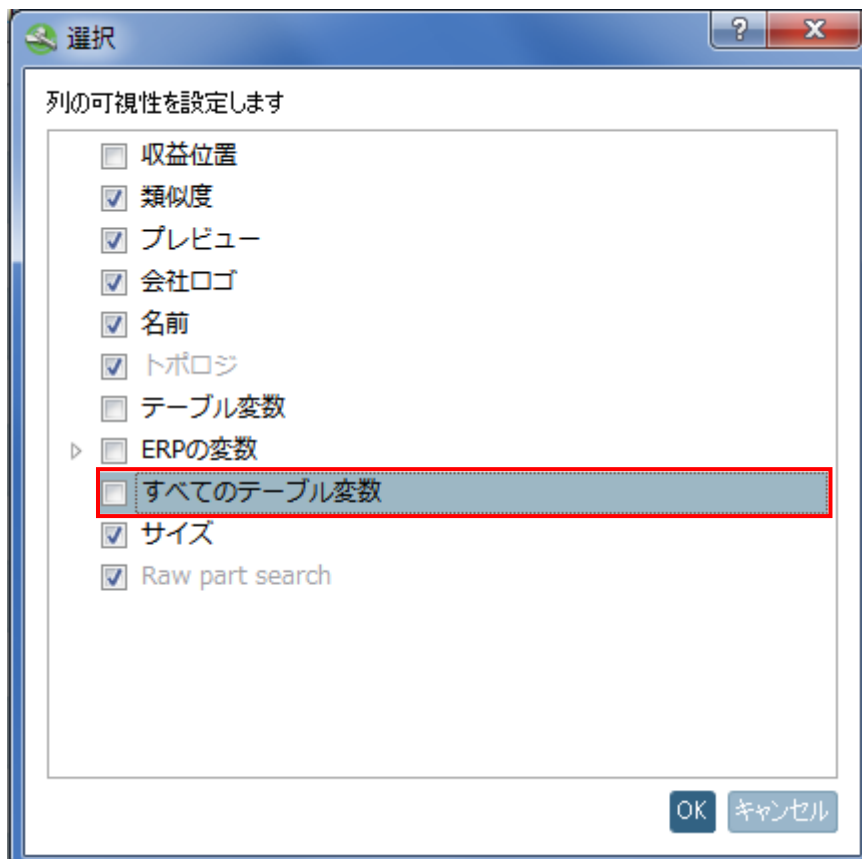 選択
?
列の可視性を設定します
収益位置
類似度
プレビュー
会社ロゴ
名前
トポロジ
テーブル変数
ERPの変数
すべてのテーブル変数
サイズ
Raw part search
OK キャンセル